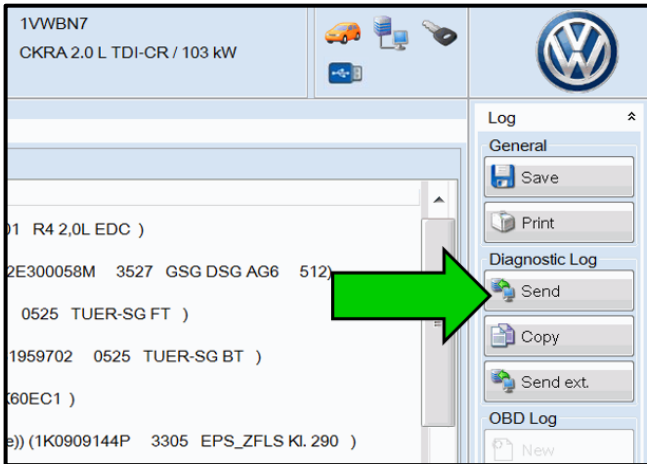 1VWBN7
CKRA 2.0 L TDI-CR / 103 kW
Log
General
Save
Print
Diagnostic Log
Send
Copy
Send ext.
OBD Log
New
01 R4 2,0L EDC )
2E300058M 3527 GSG DSG AG6 512)
0525 TUER-SG FT )
1959702 0525 TUER-SG BT )
K60EC1 )
e)) (1K0909144P 3305 EPS_ZFLS Kl. 290 )